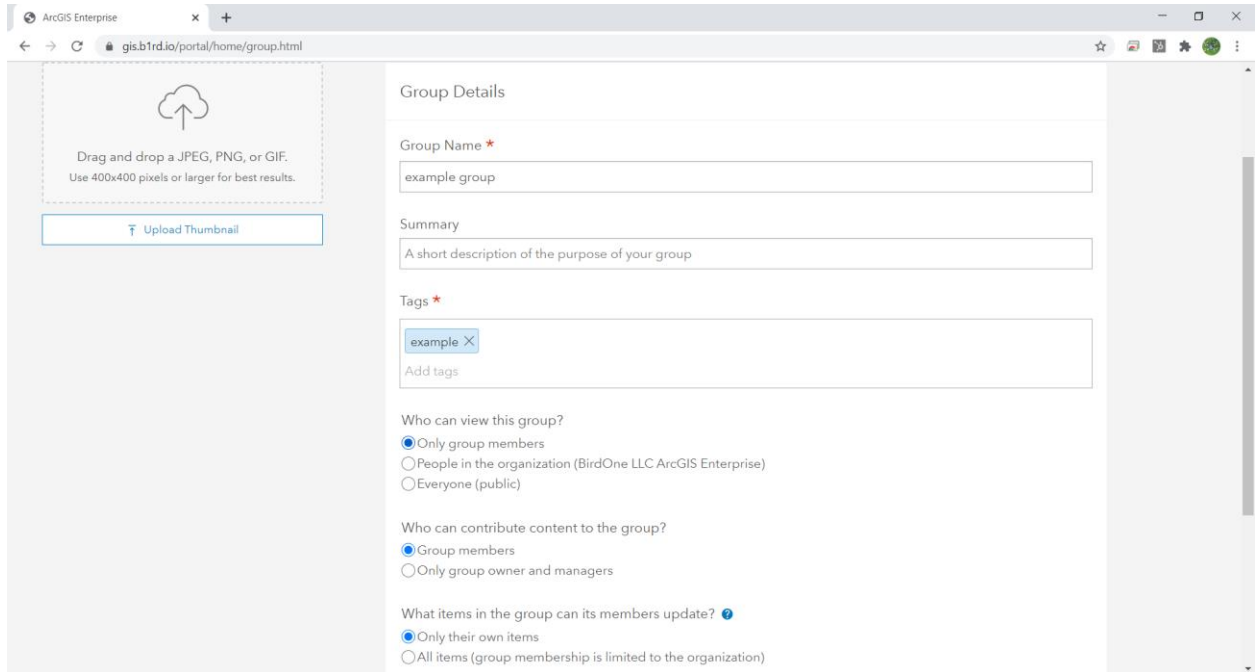 ArcGIS Enterprise
gis.b1rd.io/portal/home/group.html
Drag and drop a JPEG, PNG, or GIF.
Use 400x400 pixels or larger for best results.
Upload Thumbnail
Group Details
Group Name *
example group
Summary
A short description of the purpose of your group
Tags *
example
Add tags
Who can view this group?
Only group members
People in the organization (BirdOne LLC ArcGIS Enterprise)
Everyone (public)
Who can contribute content to the group?
Group members
Only group owner and managers
What items in the group can its members update? ?
Only their own items
All items (group membership is limited to the organization)